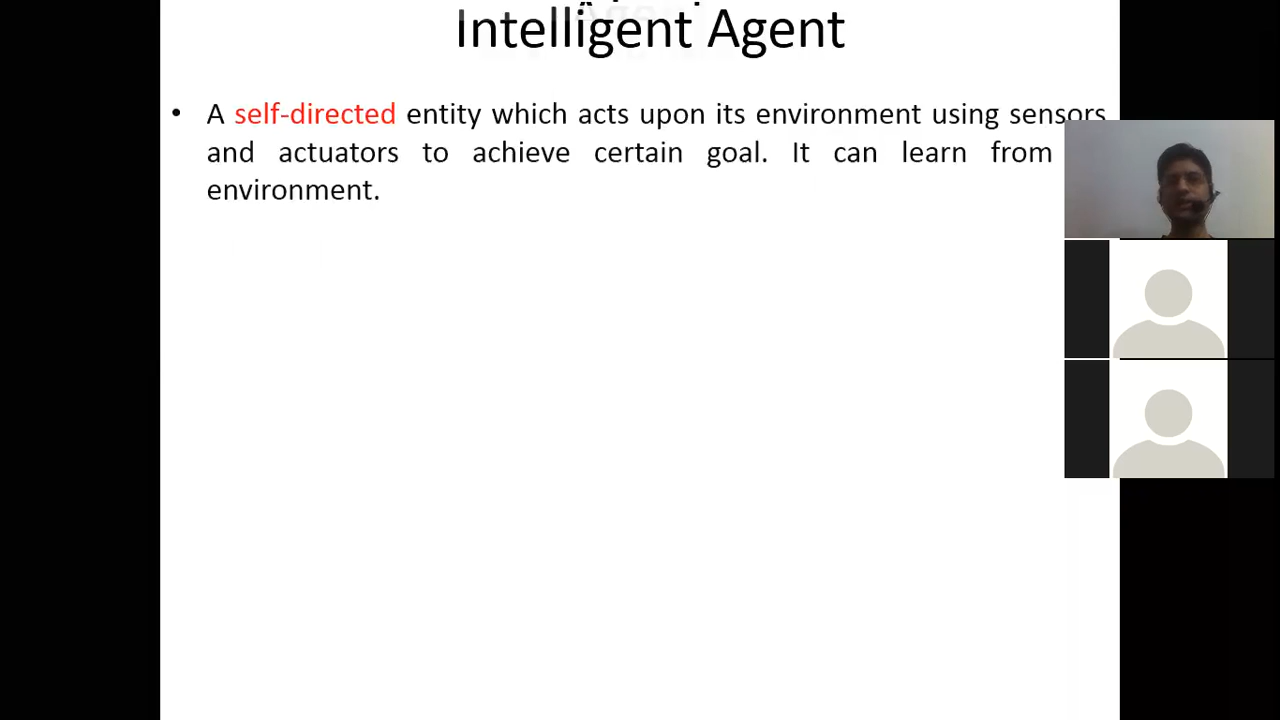 Intelligent Agent
• A self-directed entity which acts upon its environment using sensors
and actuators to achieve certain goal. It can learn from
environment.